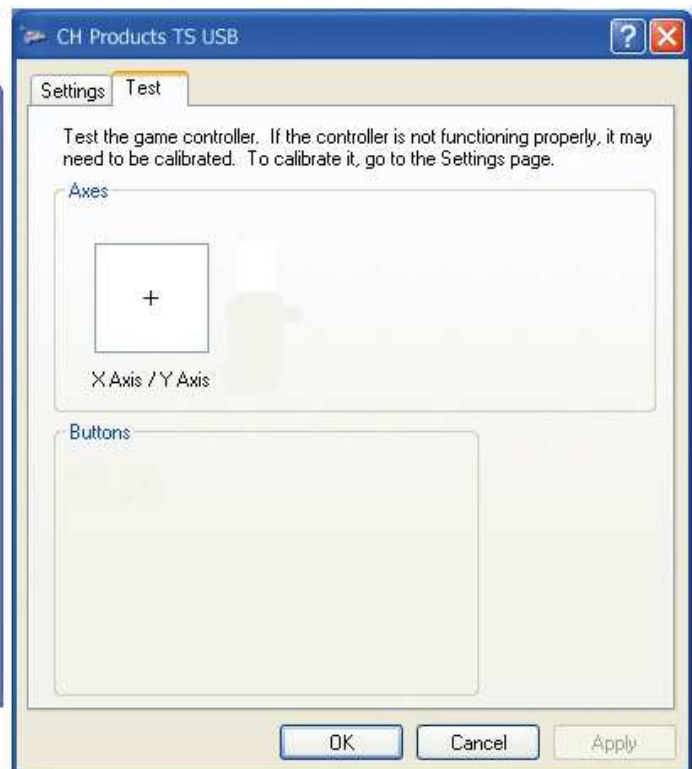 CH Products TS USB
Settings Test
Test the game controller. If the controller is not functioning properly, it may
need to be calibrated. To calibrate it, go to the Settings page.
Axes
+
X Axis / Y Axis
Buttons
OK Cancel Apply